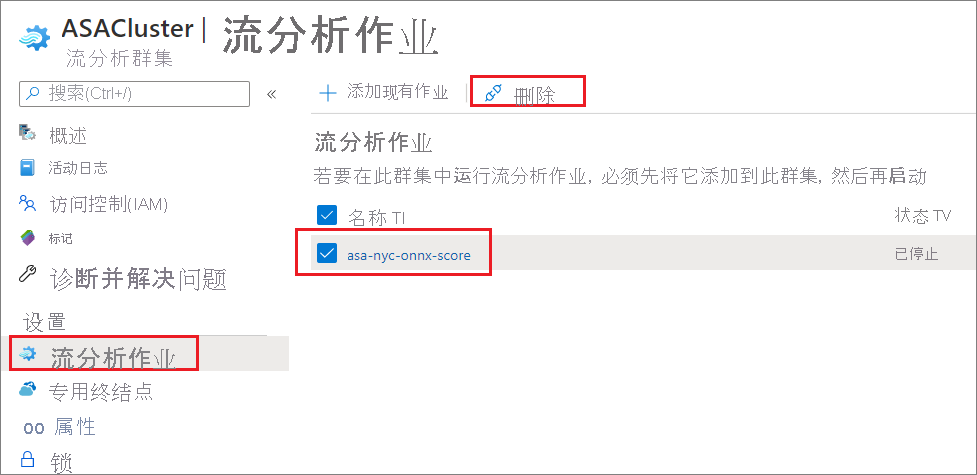 ASACluster | 流分析作业
流分析群集
搜索(Ctrl+/)
«
概述
活动日志
访问控制(IAM)
标记
诊断并解决问题
设置
流分析作业
专用终结点
属性
锁
添加现有作业
删除
流分析作业
若要在此群集中运行流分析作业, 必须先将它添加到此群集, 然后再启动
名称 TI 状态 TV
asa-nyc-onnx-score 已停止